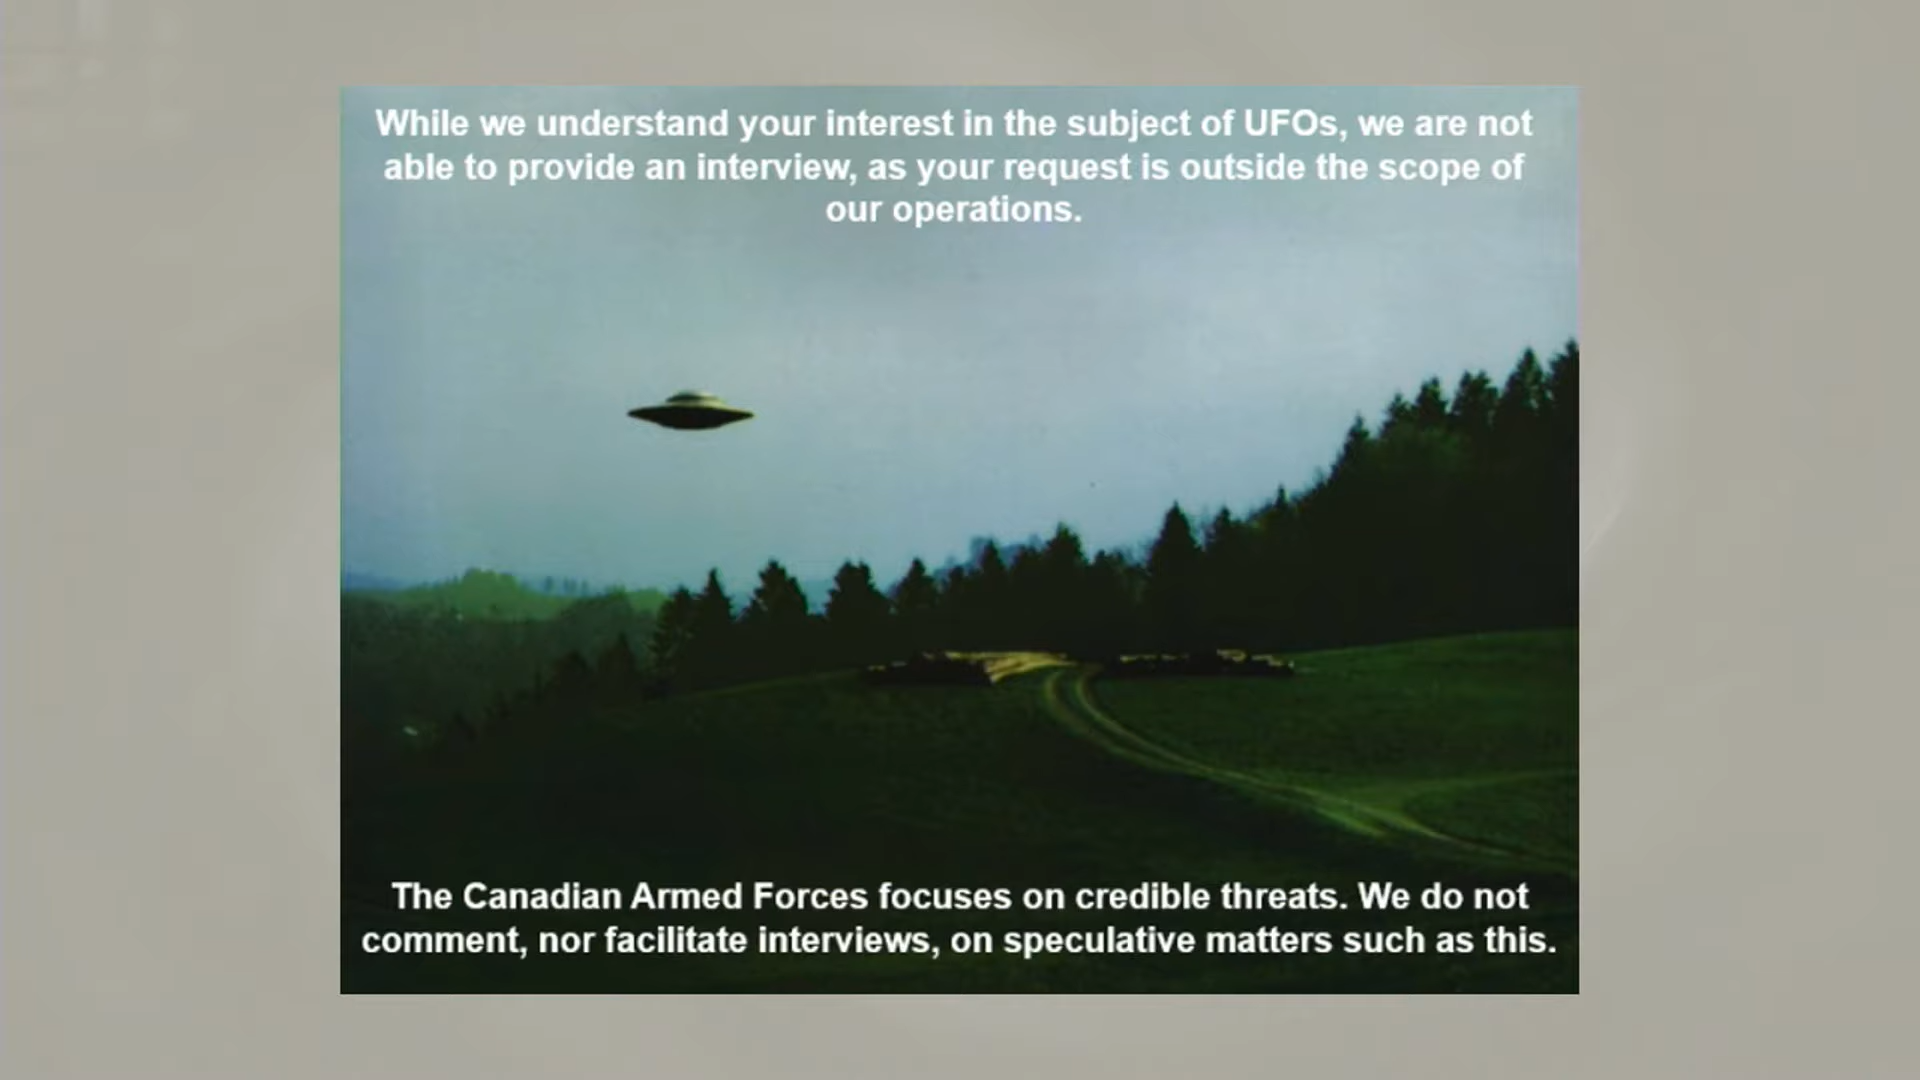 While we understand your interest in the subject of UFOs, we are not
able to provide an interview, as your request is outside the scope of
our operations.
The Canadian Armed Forces focuses on credible threats. We do not
comment, nor facilitate interviews, on speculative matters such as this.